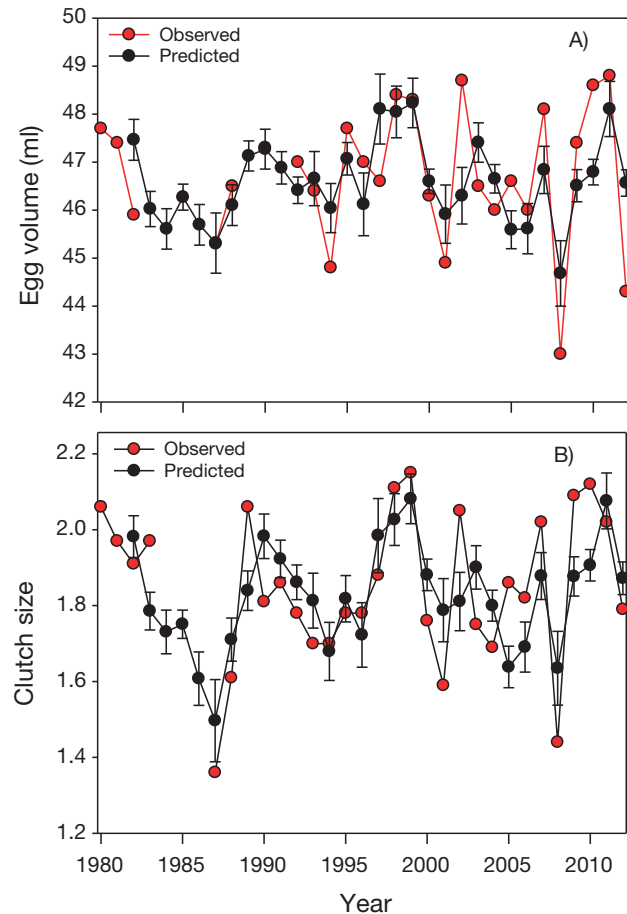 50
49
48
47
46
45
44
43
42
Egg volume (ml)
Observed
Predicted
A)
2.2
2.0
1.8
1.6
1.4
1.2
Clutch size
Observed
Predicted
B)
1980 1985 1990 1995 2000 2005 2010
Year